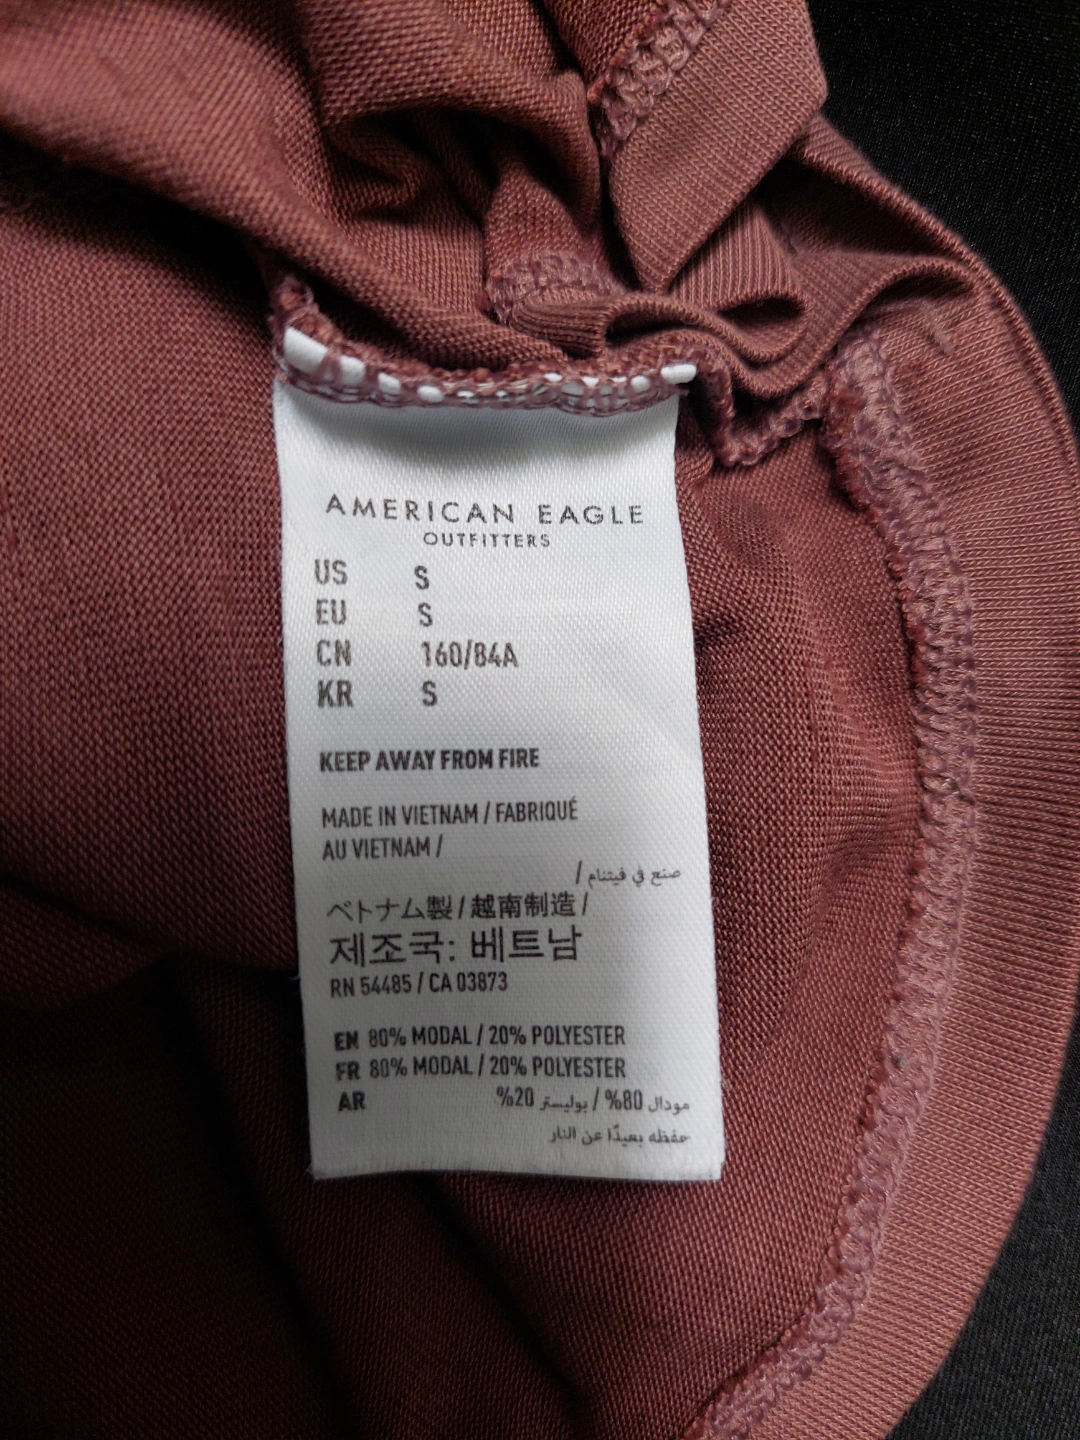 AMERICAN EAGLE
OUTFITTERS
US S
EU S
CN 160/84A
KR S
KEEP AWAY FROM FIRE
MADE IN VIETNAM / FABRIQUÉ
AU VIETNAM /
صنع في فيتنام /
ベトナム製 / 越南制造 /
제조국: 베트남
RN 54485 / CA 03873
EN 80% MODAL / 20% POLYESTER
FR 80% MODAL / 20% POLYESTER
AR مودال 80% / بوليستر 20%
حفظه بعيدًا عن النار